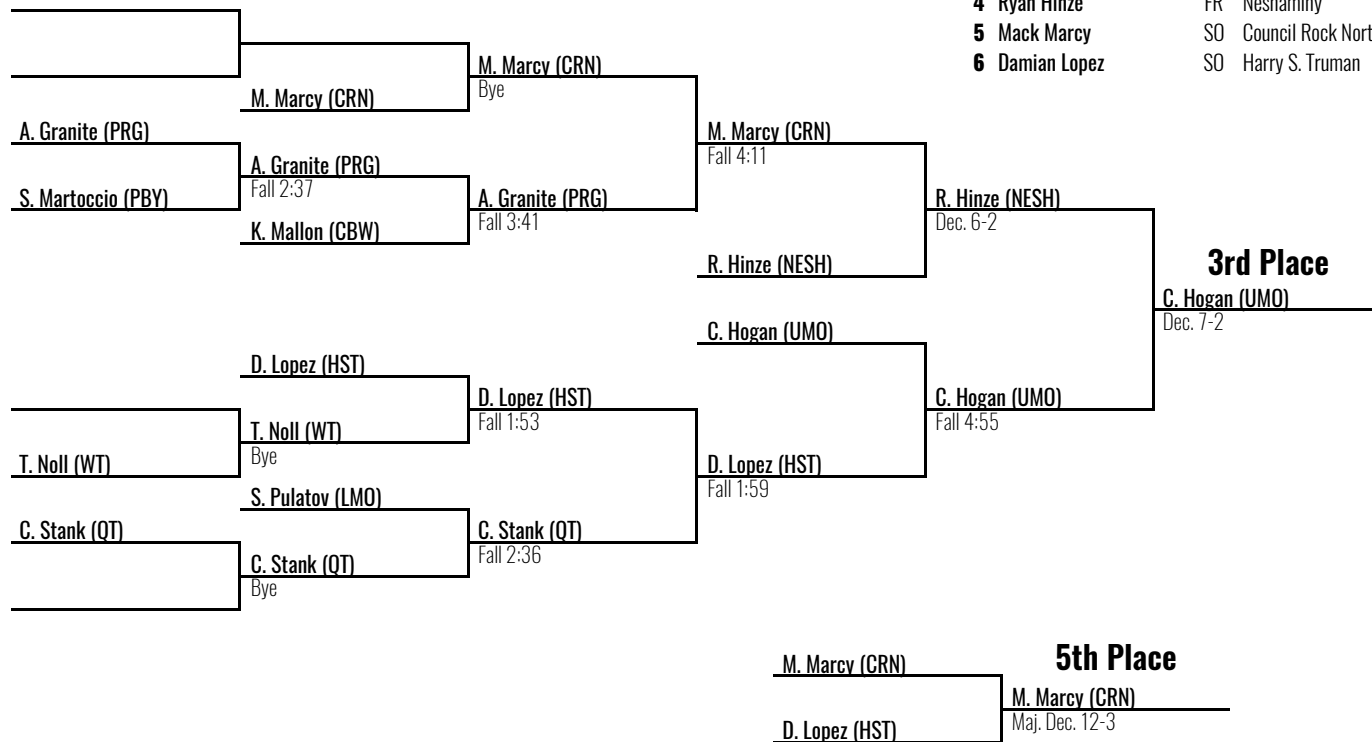 4 Ryan Hinze FR Neshaminy
5 Mack Marcy SO Council Rock Nort
6 Damian Lopez SO Harry S. Truman
M. Marcy (CRN)
Bye
M. Marcy (CRN)
A. Granite (PRG)
M. Marcy (CRN)
Fall 4:11
A. Granite (PRG)
Fall 2:37
S. Martoccio (PBY)
A. Granite (PRG)
Fall 3:41
R. Hinze (NESH)
Dec. 6-2
K. Mallon (CBW)
R. Hinze (NESH)
3rd Place
C. Hogan (UMO)
Dec. 7-2
C. Hogan (UMO)
D. Lopez (HST)
D. Lopez (HST)
Fall 1:53
C. Hogan (UMO)
Fall 4:55
T. Noll (WT)
Bye
T. Noll (WT)
D. Lopez (HST)
Fall 1:59
S. Pulatov (LMO)
C. Stank (QT)
C. Stank (QT)
Fall 2:36
C. Stank (QT)
Bye
5th Place
M. Marcy (CRN)
M. Marcy (CRN)
Maj. Dec. 12-3
D. Lopez (HST)